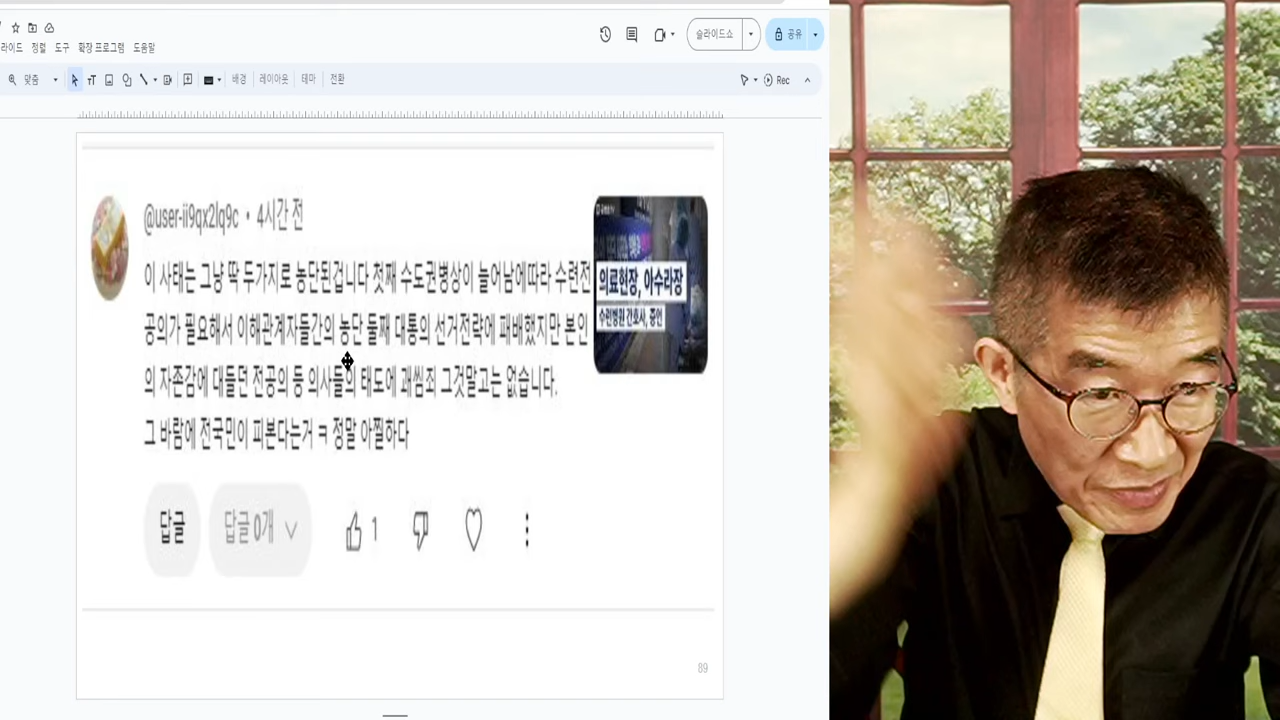 라이드 정렬 도구 확장 프로그램 도움말
슬라이드쇼
공유
맞춤
배경 레이아웃 테마 전환
Rec
@user-ii9qx2lq9c • 4시간 전
이 사태는 그냥 딱 두가지로 농단된겁니다 첫째 수도권병상이 늘어남에따라 수련전
공의가 필요해서 이해관계자들간의 농단 둘째 대통의 선거전략에 패배했지만 본인
의 자존감에 대들던 전공의 등 의사들의 태도에 괘씸죄 그것말고는 없습니다.
그 바람에 전국민이 피본다는거 ㅋ 정말 아찔하다
의료현장, 아수라장
수련병원 간호사, 증언
답글
답글 0개
1
89